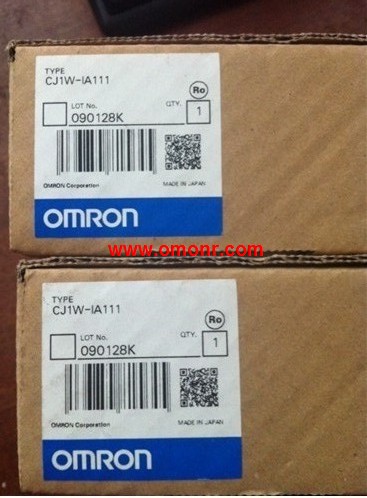 TYPE
CJ1W-IA111
Ro
LOT No.
QTY.
090128K
1
OMRON Corporation
MADE IN JAPAN
OMRON
www.omonr.com
TYPE
CJ1W-IA111
Ro
LOT No.
QTY.
090128K
1
OMRON Corporation
MADE IN JAPAN
OMRON